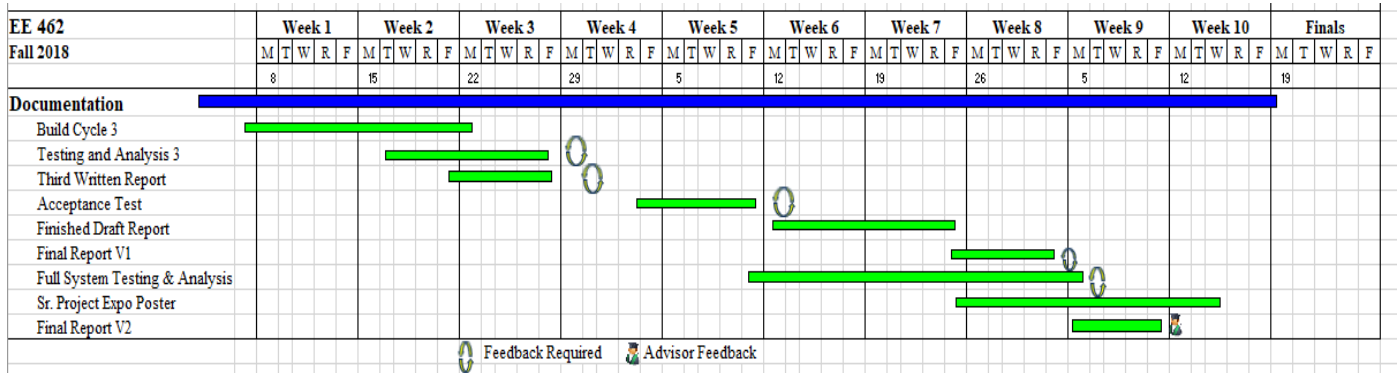 EE 462 Week 1 Week 2 Week 3 Week 4 Week 5 Week 6 Week 7 Week 8 Week 9 Week 10 Finals
Fall 2018 M T W R F M T W R F M T W R F M T W R F M T W R F M T W R F M T W R F M T W R F M T W R F M T W R F M T W R F
8 15 22 29 5 12 19 26 5 12 19
Documentation
Build Cycle 3
Testing and Analysis 3
Third Written Report
Acceptance Test
Finished Draft Report
Final Report V1
Full System Testing & Analysis
Sr. Project Expo Poster
Final Report V2
Feedback Required Advisor Feedback